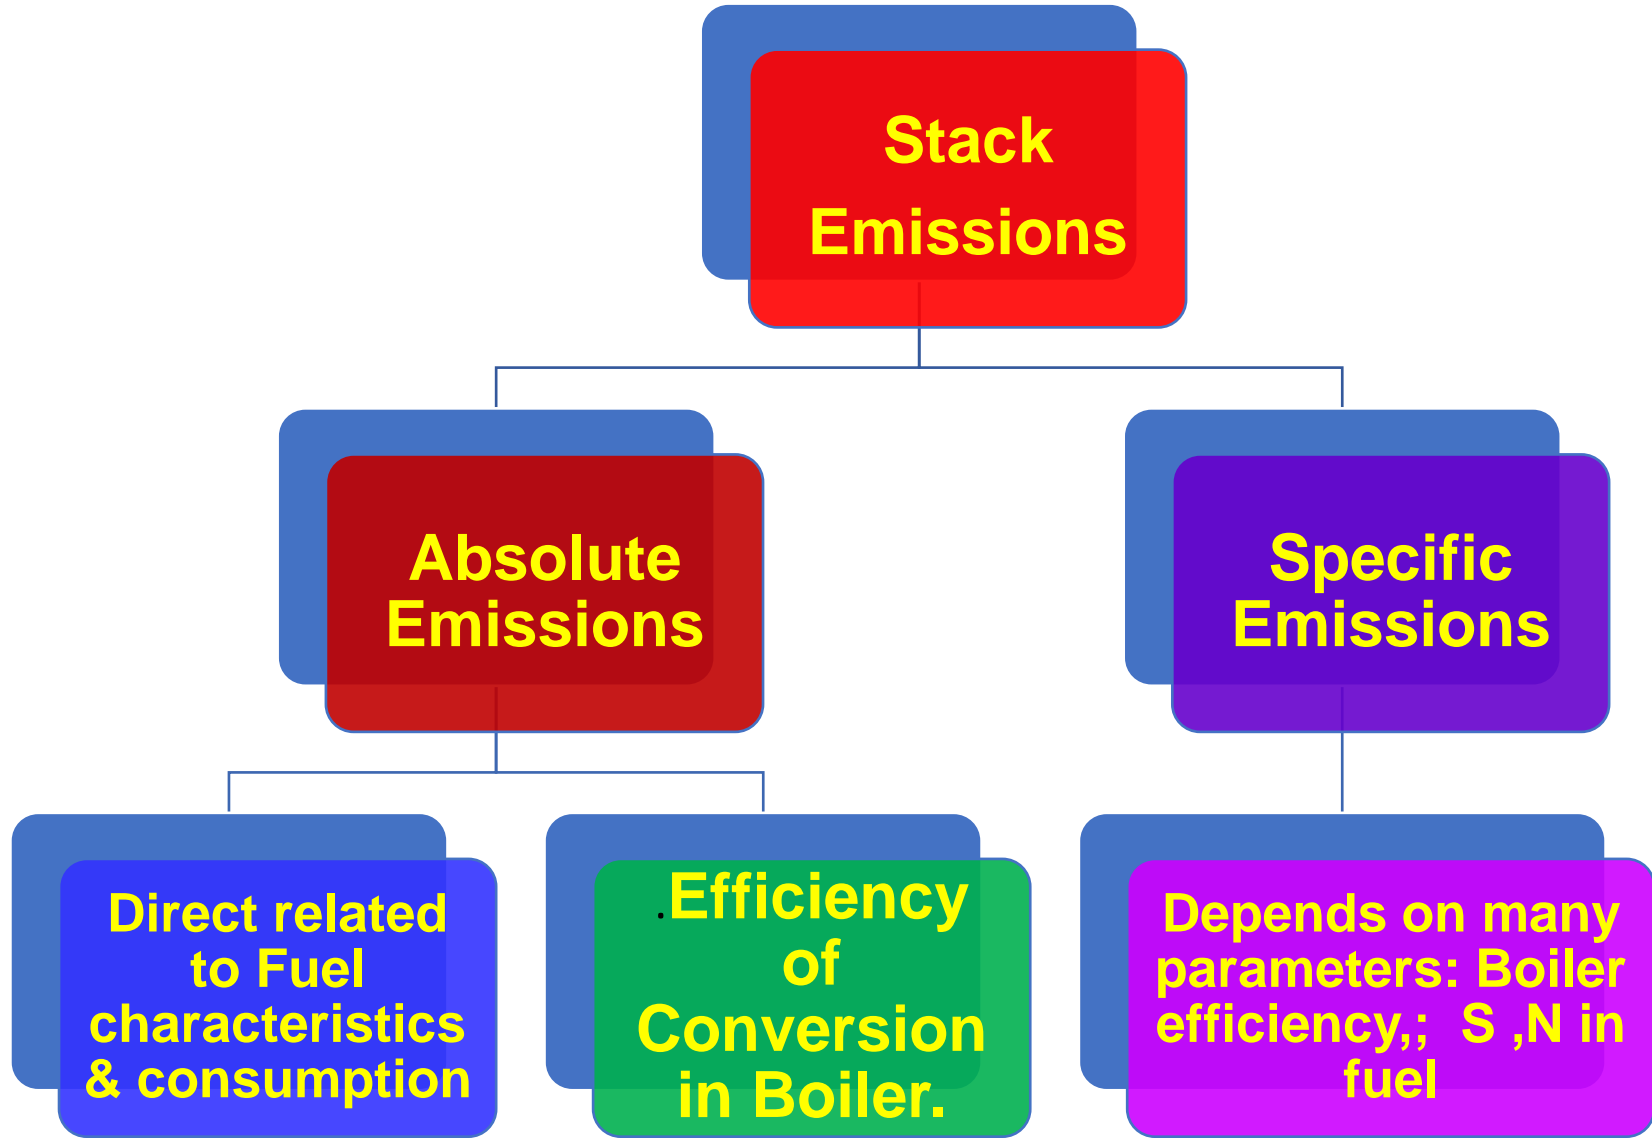 Stack
Emissions
Absolute
Emissions
Specific
Emissions
Direct related
to Fuel
characteristics
& consumption
.Efficiency
of
Conversion
in Boiler.
Depends on many
parameters: Boiler
efficiency,;  S ,N in
fuel